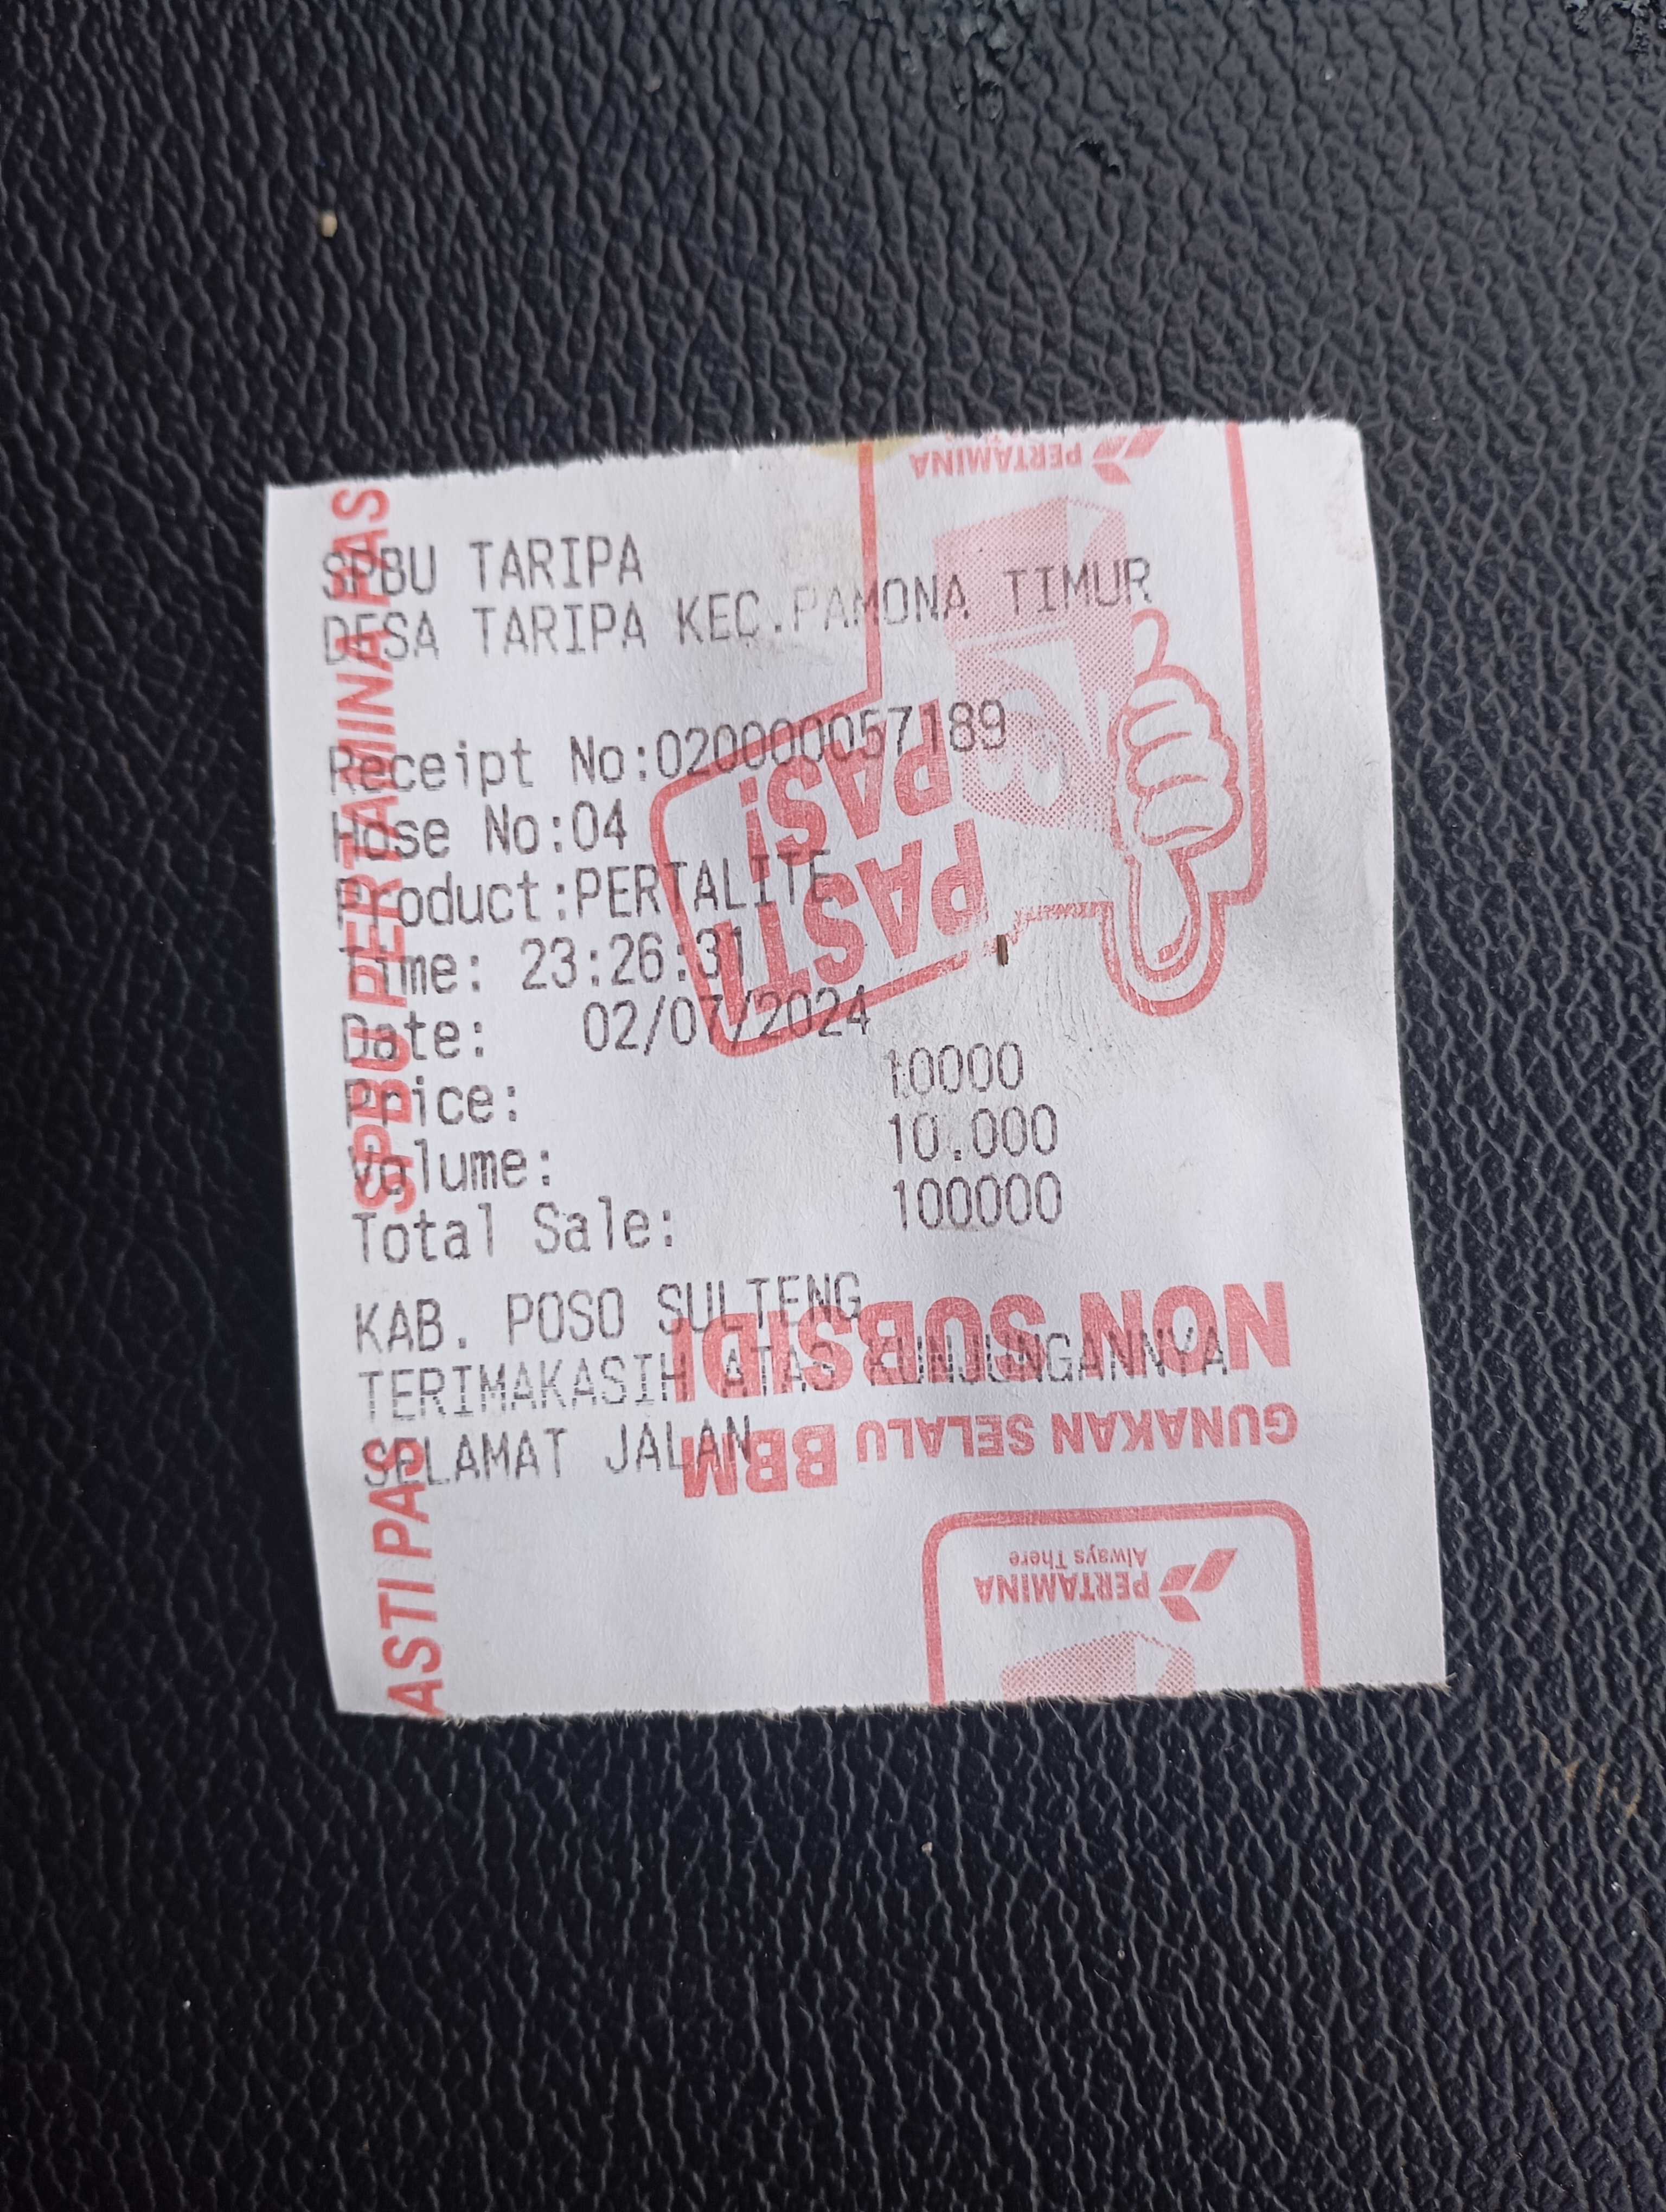 SPBU TARIPA
DESA TARIPA KEC.PAMONA TIMUR
Receipt No:020000057189
Hose No:04
Product:PERTALITE
Time: 23:26:31
Date: 02/07/2024
Price: 10000
Volume: 10.000
Total Sale: 100000
KAB. POSO SULTENG
TERIMAKASIH ATAS KUNJUNGANNYA
SELAMAT JALAN
SPBU PERTAMINA PAS
ASTI PAS
PERTAMINA
PASTI
PAS!
GUNAKAN SELALU BBM
NON SUBSIDI
PERTAMINA
Always There